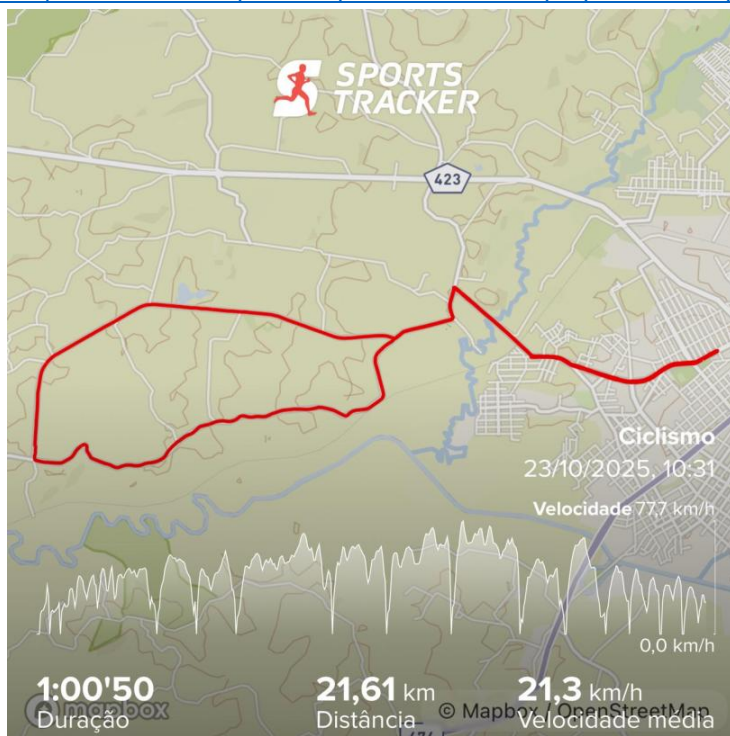 SPORTS
TRACKER
423
Ciclismo
23/10/2025, 10:31
Velocidade 77,7 km/h
0,0 km/h
1:00'50
21,61 km
21,3 km/h
mapbox
© Mapbox / OpenStreetMap
Duração
Distância
Velocidade média